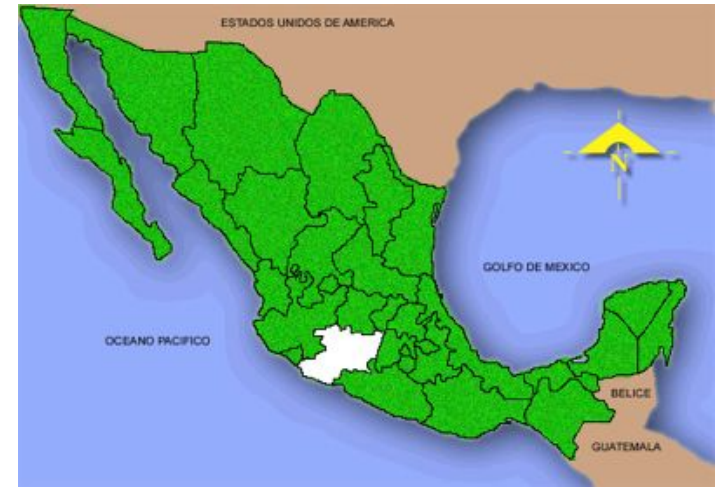 ESTADOS UNIDOS DE AMERICA
N
GOLFO DE MEXICO
OCEANO PACIFICO
BELICE
GUATEMALA